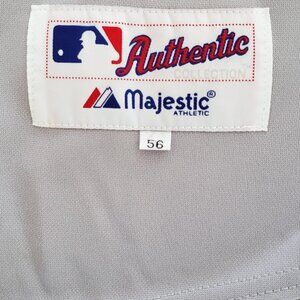 Authentic
COLLECTION
Majestic®
ATHLETIC
56